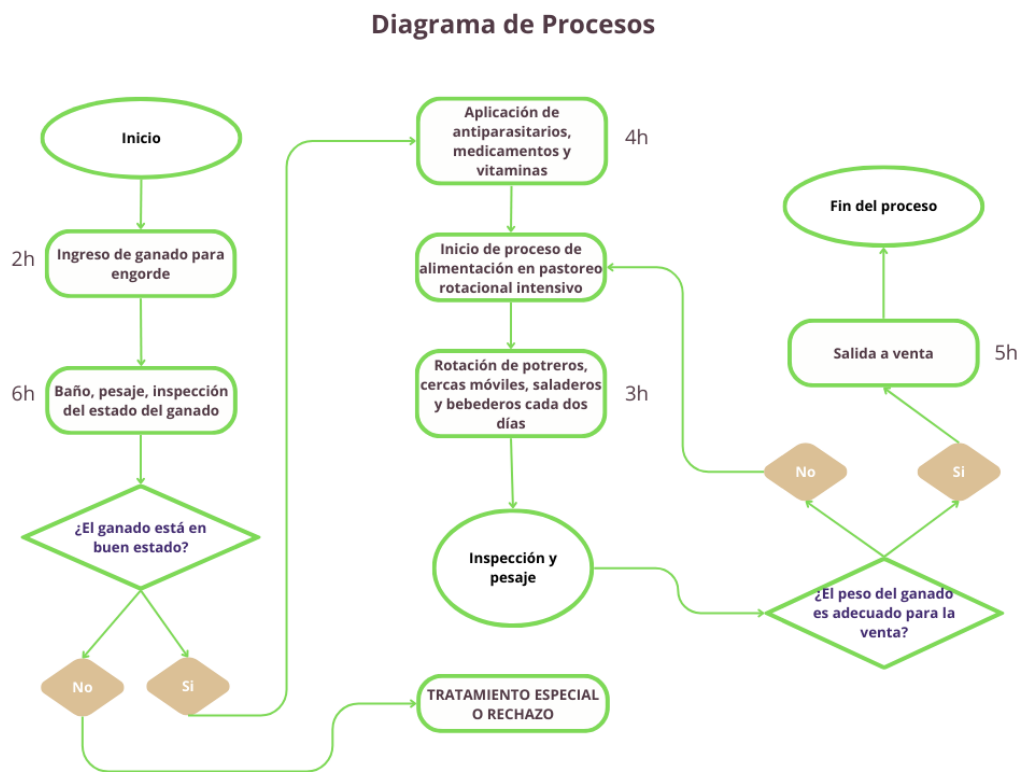 Diagrama de Procesos
Inicio
2h
Ingreso de ganado para
engorde
6h
Baño, pesaje, inspección
del estado del ganado
¿El ganado está en
buen estado?
No
Si
Aplicación de
antiparasitarios,
medicamentos y
vitaminas
4h
Inicio de proceso de
alimentación en pastoreo
rotacional intensivo
Rotación de potreros,
cercas móviles, saladeros
y bebederos cada dos
días
3h
Inspección y
pesaje
TRATAMIENTO ESPECIAL
O RECHAZO
Fin del proceso
Salida a venta
5h
No
Si
¿El peso del ganado
es adecuado para la
venta?